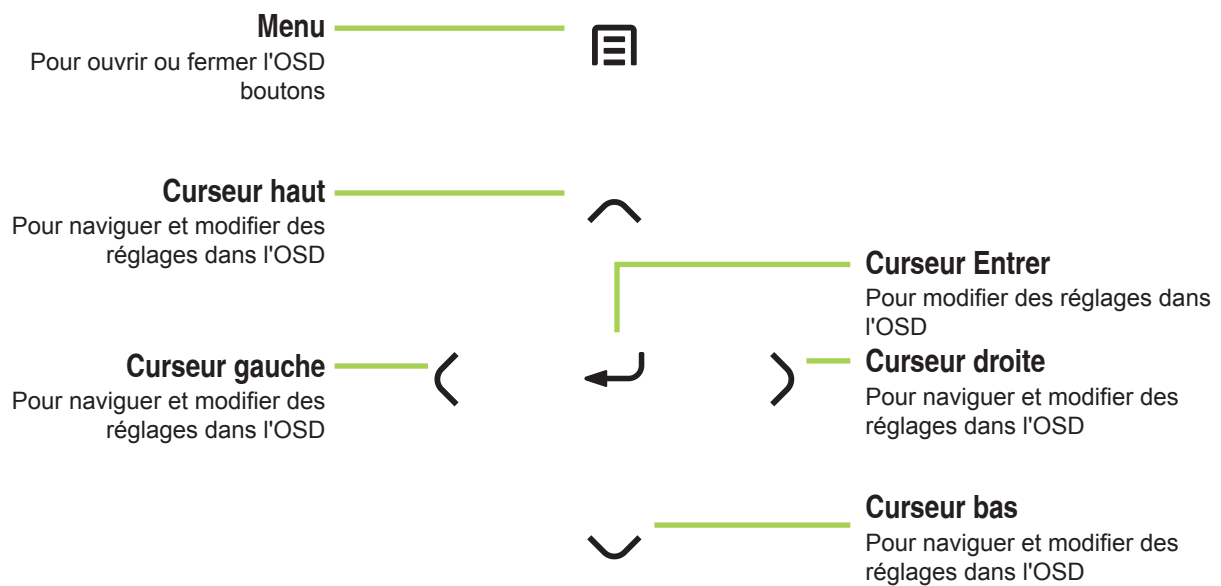 Menu
Pour ouvrir ou fermer l'OSD
boutons
Curseur haut
Pour naviguer et modifier des
réglages dans l'OSD
Curseur Entrer
Pour modifier des réglages dans
l'OSD
Curseur gauche
Pour naviguer et modifier des
réglages dans l'OSD
Curseur droite
Pour naviguer et modifier des
réglages dans l'OSD
Curseur bas
Pour naviguer et modifier des
réglages dans l'OSD